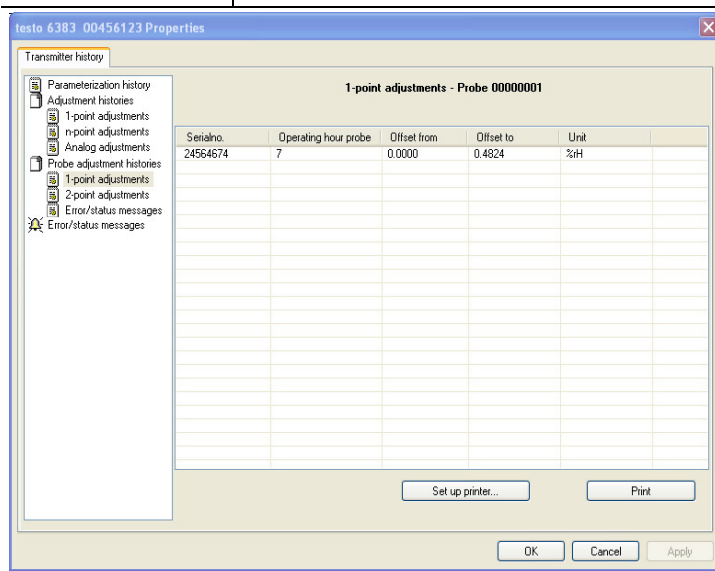 testo 6383 00456123 Properties
Transmitter history
Parameterization history
Adjustment histories
1-point adjustments
n-point adjustments
Analog adjustments
Probe adjustment histories
1-point adjustments
2-point adjustments
Error/status messages
Error/status messages
1-point adjustments - Probe 00000001
Serialno. Operating hour probe Offset from Offset to Unit
24564674 7 0.0000 0.4824 %rH
Set up printer... Print
OK Cancel Apply